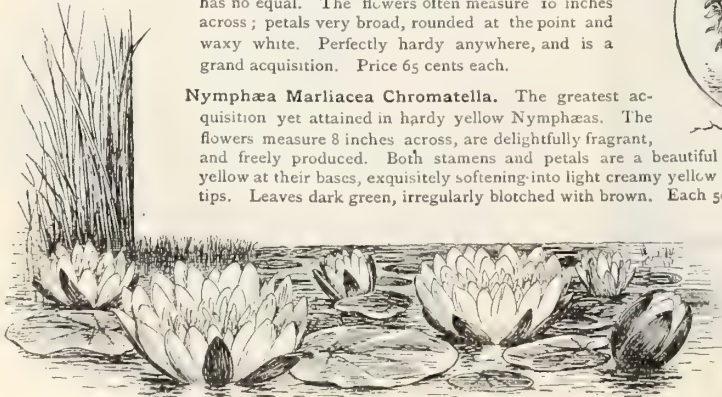 has no equal. The flowers often measure 10 inches
across; petals very broad, rounded at the point and
waxy white. Perfectly hardy anywhere, and is a
grand acquisition. Price 65 cents each.
Nymphæa Marliacea Chromatella. The greatest ac-
quisition yet attained in hardy yellow Nymphæas. The
flowers measure 8 inches across, are delightfully fragrant,
and freely produced. Both stamens and petals are a beautiful
yellow at their bases, exquisitely softening into light creamy yellow
tips. Leaves dark green, irregularly blotched with brown. Each